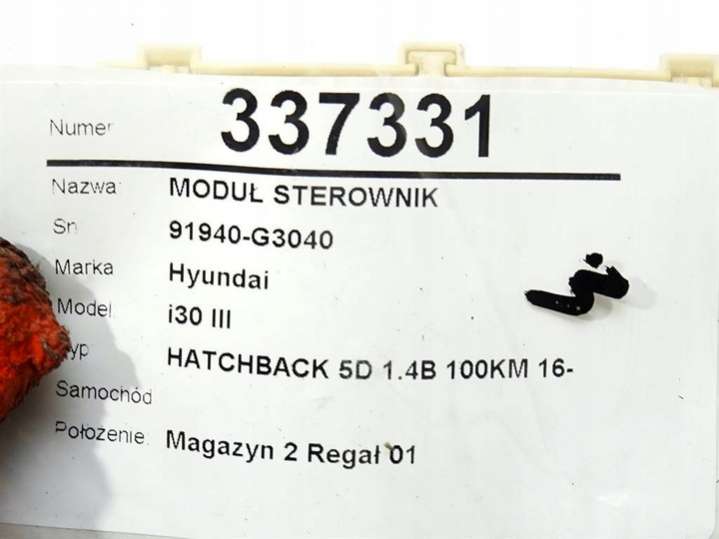 Numer 337331
Nazwa: MODUŁ STEROWNIK
Sn 91940-G3040
Marka Hyundai
Model i30 III
yp HATCHBACK 5D 1.4B 100KM 16-
Samochód
Położenie: Magazyn 2 Regał 01